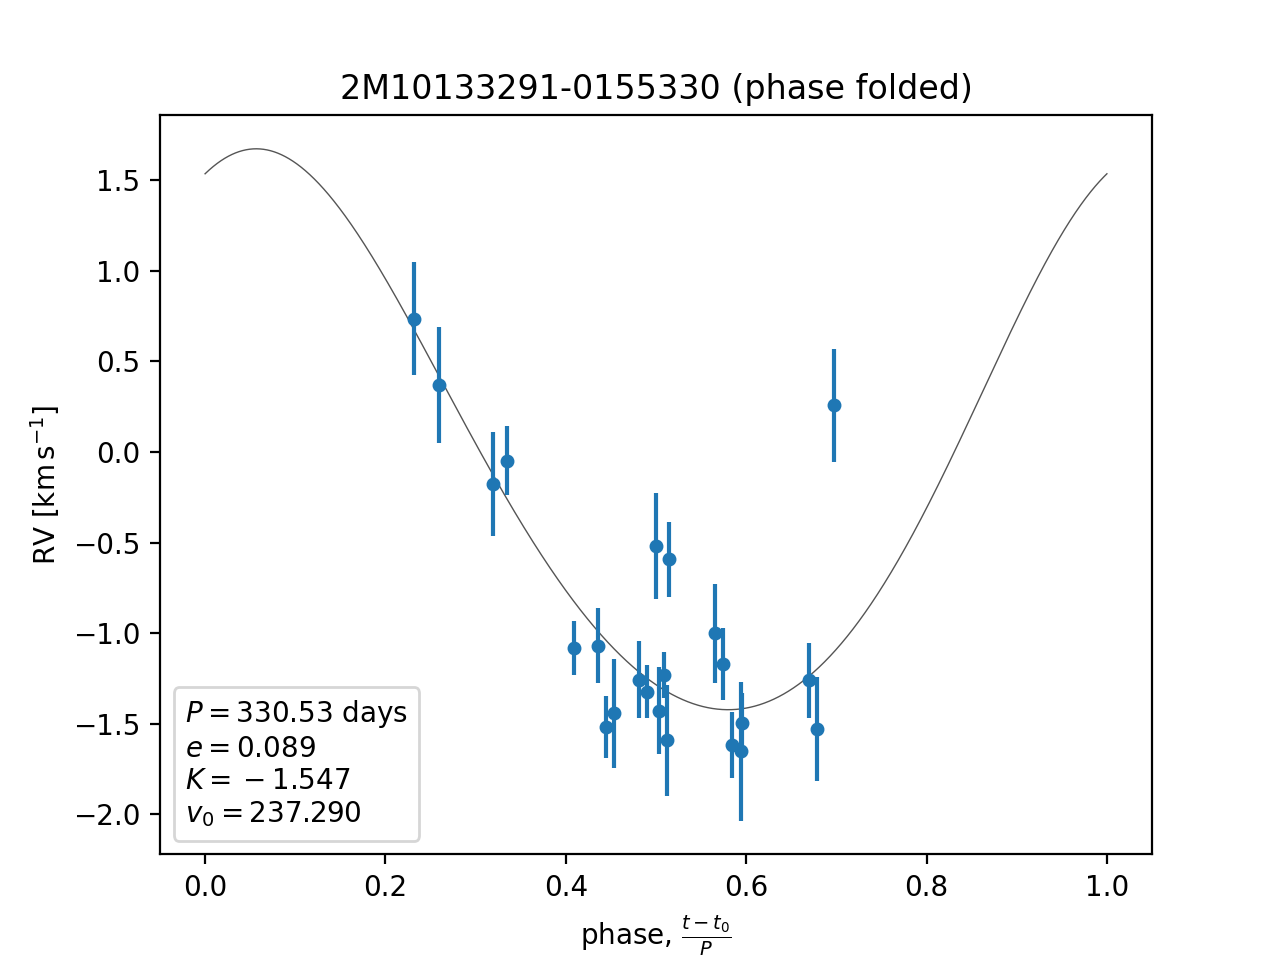 2M10133291-0155330 (phase folded)
RV [km s⁻¹]
1.5
1.0
0.5
0.0
−0.5
−1.0
−1.5
−2.0
P = 330.53 days
e = 0.089
K = −1.547
v₀ = 237.290
0.0 0.2 0.4 0.6 0.8 1.0
phase, (t − t₀)/P